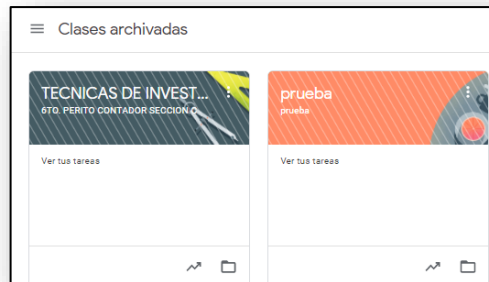 Clases archivadas
TECNICAS DE INVEST...
6TO. PERITO CONTADOR SECCION
Ver tus tareas
prueba
prueba
Ver tus tareas